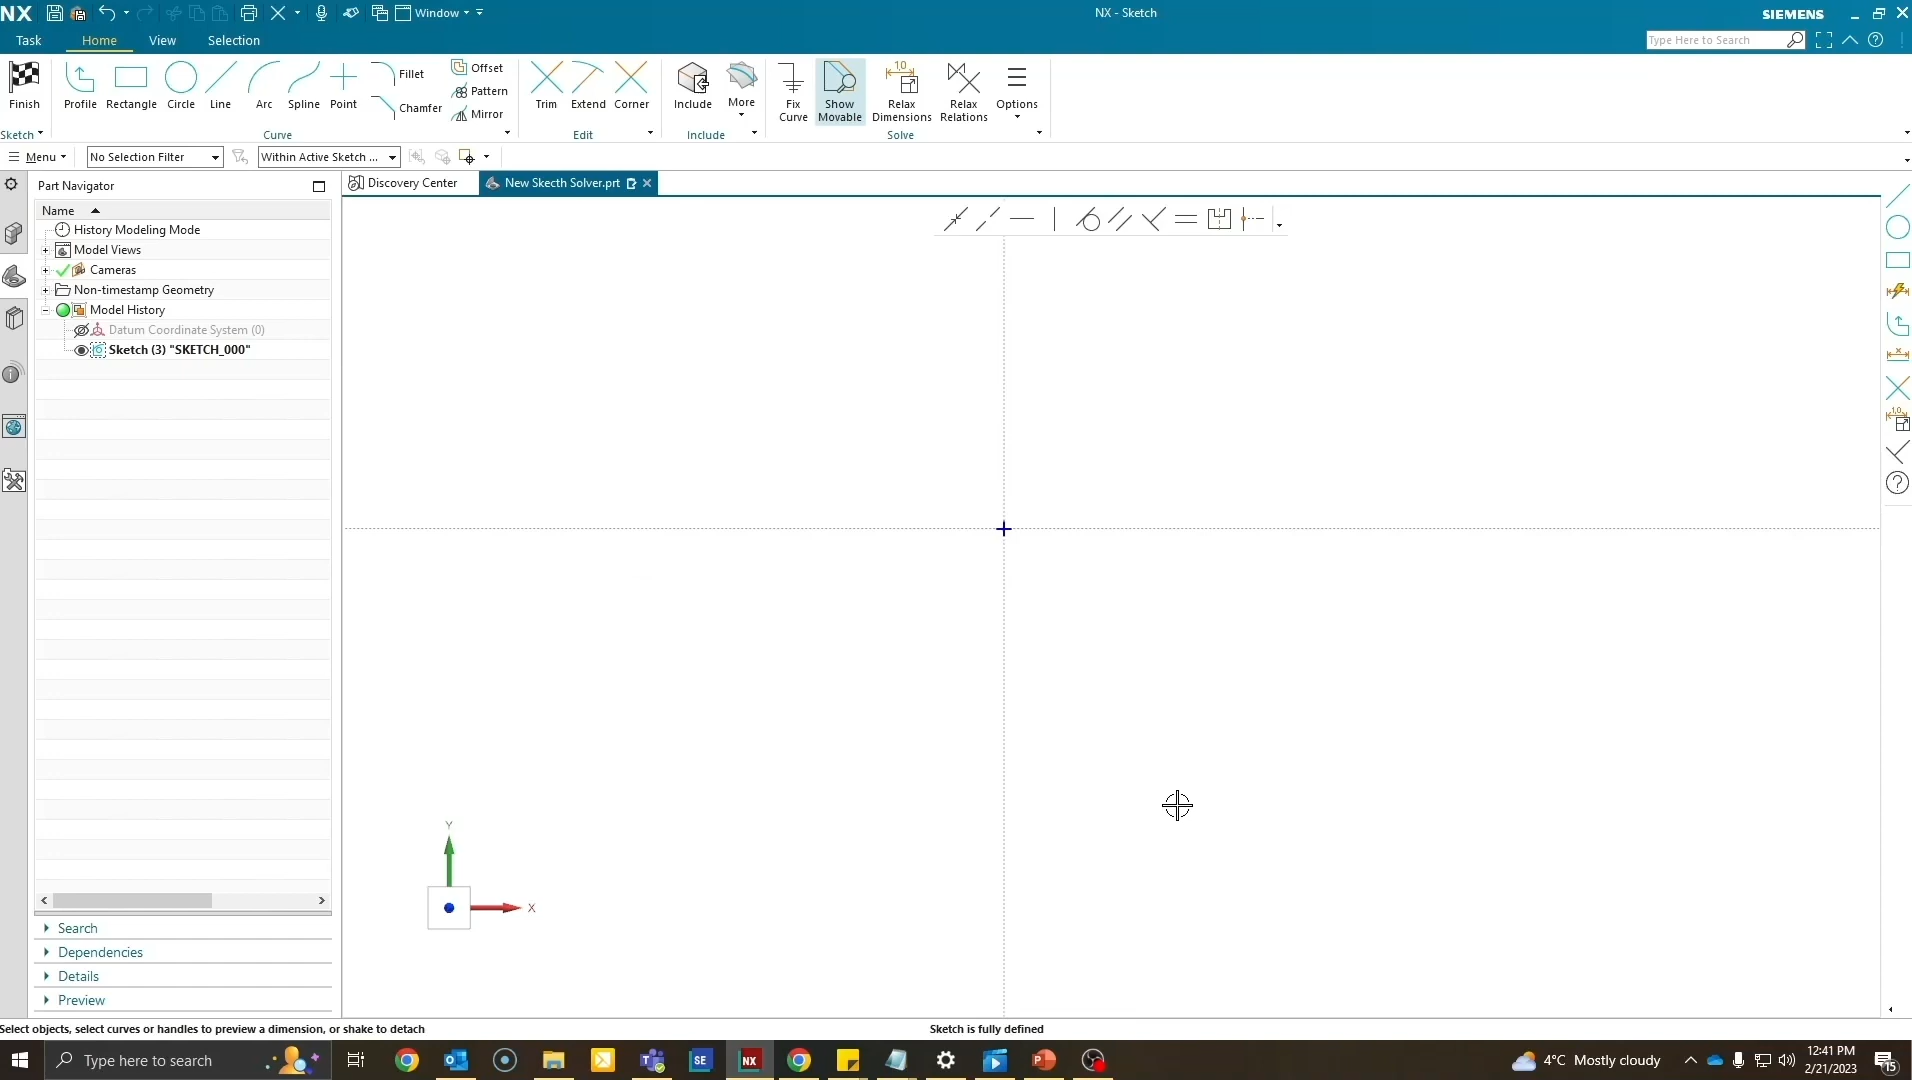 NX
Window
NX - Sketch
SIEMENS
Task
Home
View
Selection
Type Here to Search
Finish
Profile
Rectangle
Circle
Line
Arc
Spline
Point
Fillet
Chamfer
Offset
Pattern
Mirror
Trim
Extend
Corner
Include
More
Fix
Curve
Show
Movable
Relax
Dimensions
Relax
Relations
Options
Sketch
Curve
Edit
Include
Solve
Menu
No Selection Filter
Within Active Sketch ...
Part Navigator
Discovery Center
New Skecth Solver.prt
Name
History Modeling Mode
Model Views
Cameras
Non-timestamp Geometry
Model History
Datum Coordinate System (0)
Sketch (3) "SKETCH_000"
Y
X
Search
Dependencies
Details
Preview
Select objects, select curves or handles to preview a dimension, or shake to detach
Sketch is fully defined
Type here to search
SE
NX
4°C Mostly cloudy
12:41 PM
2/21/2023
15